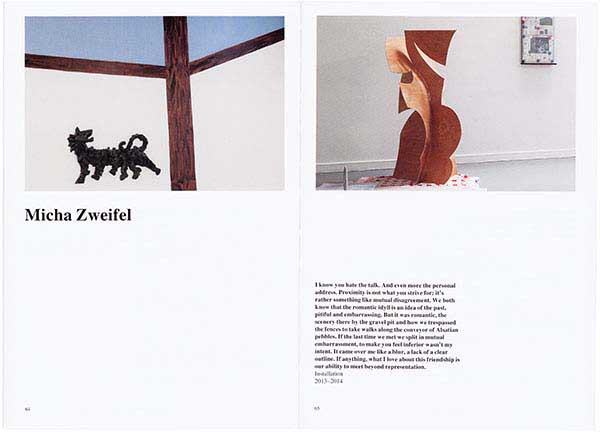 Micha Zweifel
I know you hate the talk. And even more the personal
address. Proximity is not what you strive for; it's
rather something like mutual disagreement. We both
know that the romantic idyll is an idea of the past,
pitiful and embarrassing. But it was romantic, the
scenery there by the gravel pit and how we trespassed
the fences to take walks along the conveyor of Alsatian
pebbles. If the last time we met we split in mutual
embarrassment, to make you feel inferior wasn't my
intent. It came over me like a blur, a lack of a clear
outline. If anything, what I love about this friendship is
our ability to meet beyond representation.
Installation
2013–2014
65